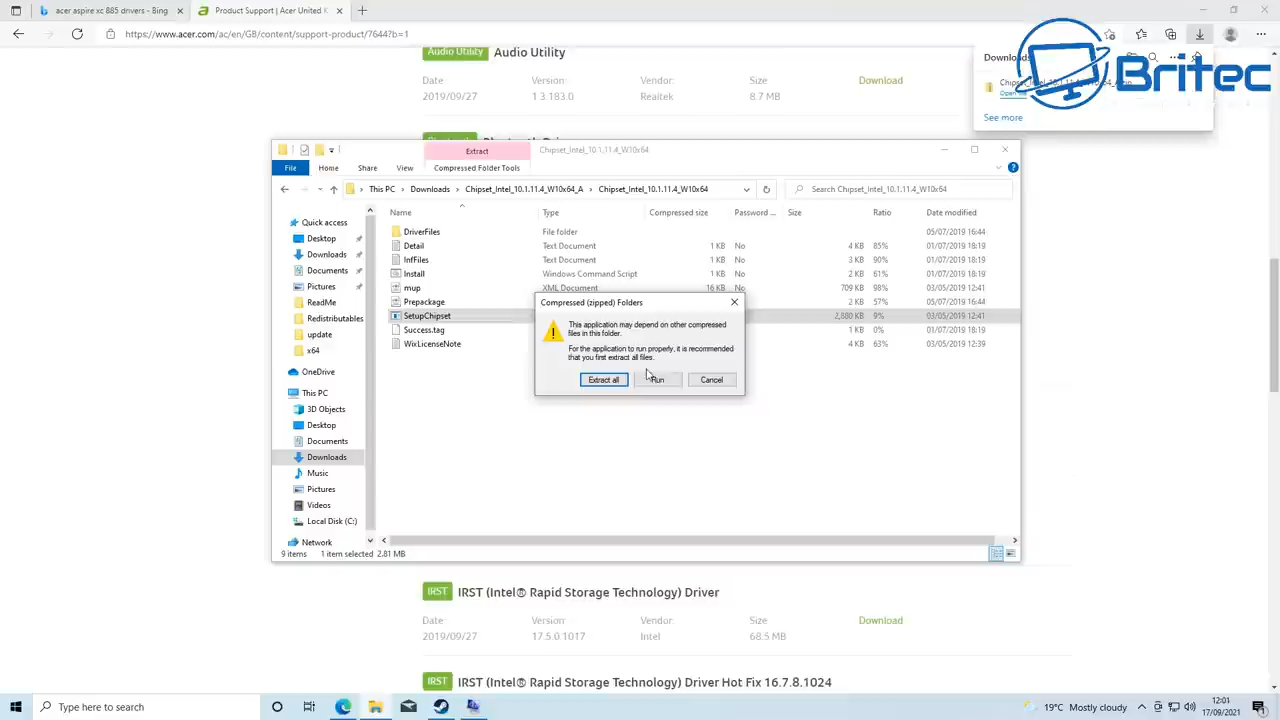 acer aspire xc 885 drivers - Bing
Product Support | Acer United K
https://www.acer.com/ac/en/GB/content/support-product/7644?b=1
Britec
Downloads
Chipset_Intel_10.1.11.4_W10x64_A.zip
Open file
See more
Audio Utility Audio Utility
Date Version: Vendor: Size Download
2019/09/27 1.3.183.0 Realtek 8.7 MB
Extract Chipset_Intel_10.1.11.4_W10x64
File Home Share View Compressed Folder Tools
This PC > Downloads > Chipset_Intel_10.1.11.4_W10x64_A > Chipset_Intel_10.1.11.4_W10x64
Search Chipset_Intel_10.1.11.4_W10x64
Name Type Compressed size Password ... Size Ratio Date modified
DriverFiles File folder 05/07/2019 16:44
Detail Text Document 1 KB No 4 KB 85% 01/07/2019 18:19
InfFiles Text Document 1 KB No 3 KB 90% 01/07/2019 18:19
Install Windows Command Script 1 KB No 2 KB 61% 01/07/2019 18:19
mup XML Document 16 KB No 709 KB 98% 03/05/2019 12:41
Prepackage 2 KB 57% 05/07/2019 16:44
SetupChipset 2,880 KB 9% 03/05/2019 12:41
Success.tag 1 KB 0% 01/07/2019 18:19
WixLicenseNote 4 KB 63% 03/05/2019 12:39
Quick access
Desktop
Downloads
Documents
Pictures
ReadMe
Redistributables
update
x64
OneDrive
This PC
3D Objects
Desktop
Documents
Downloads
Music
Pictures
Videos
Local Disk (C:)
Network
Compressed (zipped) Folders
This application may depend on other compressed
files in this folder.
For the application to run properly, it is recommended
that you first extract all files.
Extract all Run Cancel
9 items 1 item selected 2.81 MB
IRST IRST (Intel® Rapid Storage Technology) Driver
Date Version: Vendor: Size Download
2019/09/27 17.5.0.1017 Intel 68.5 MB
IRST IRST (Intel® Rapid Storage Technology) Driver Hot Fix 16.7.8.1024
Type here to search
19°C Mostly cloudy
12:01
17/09/2021